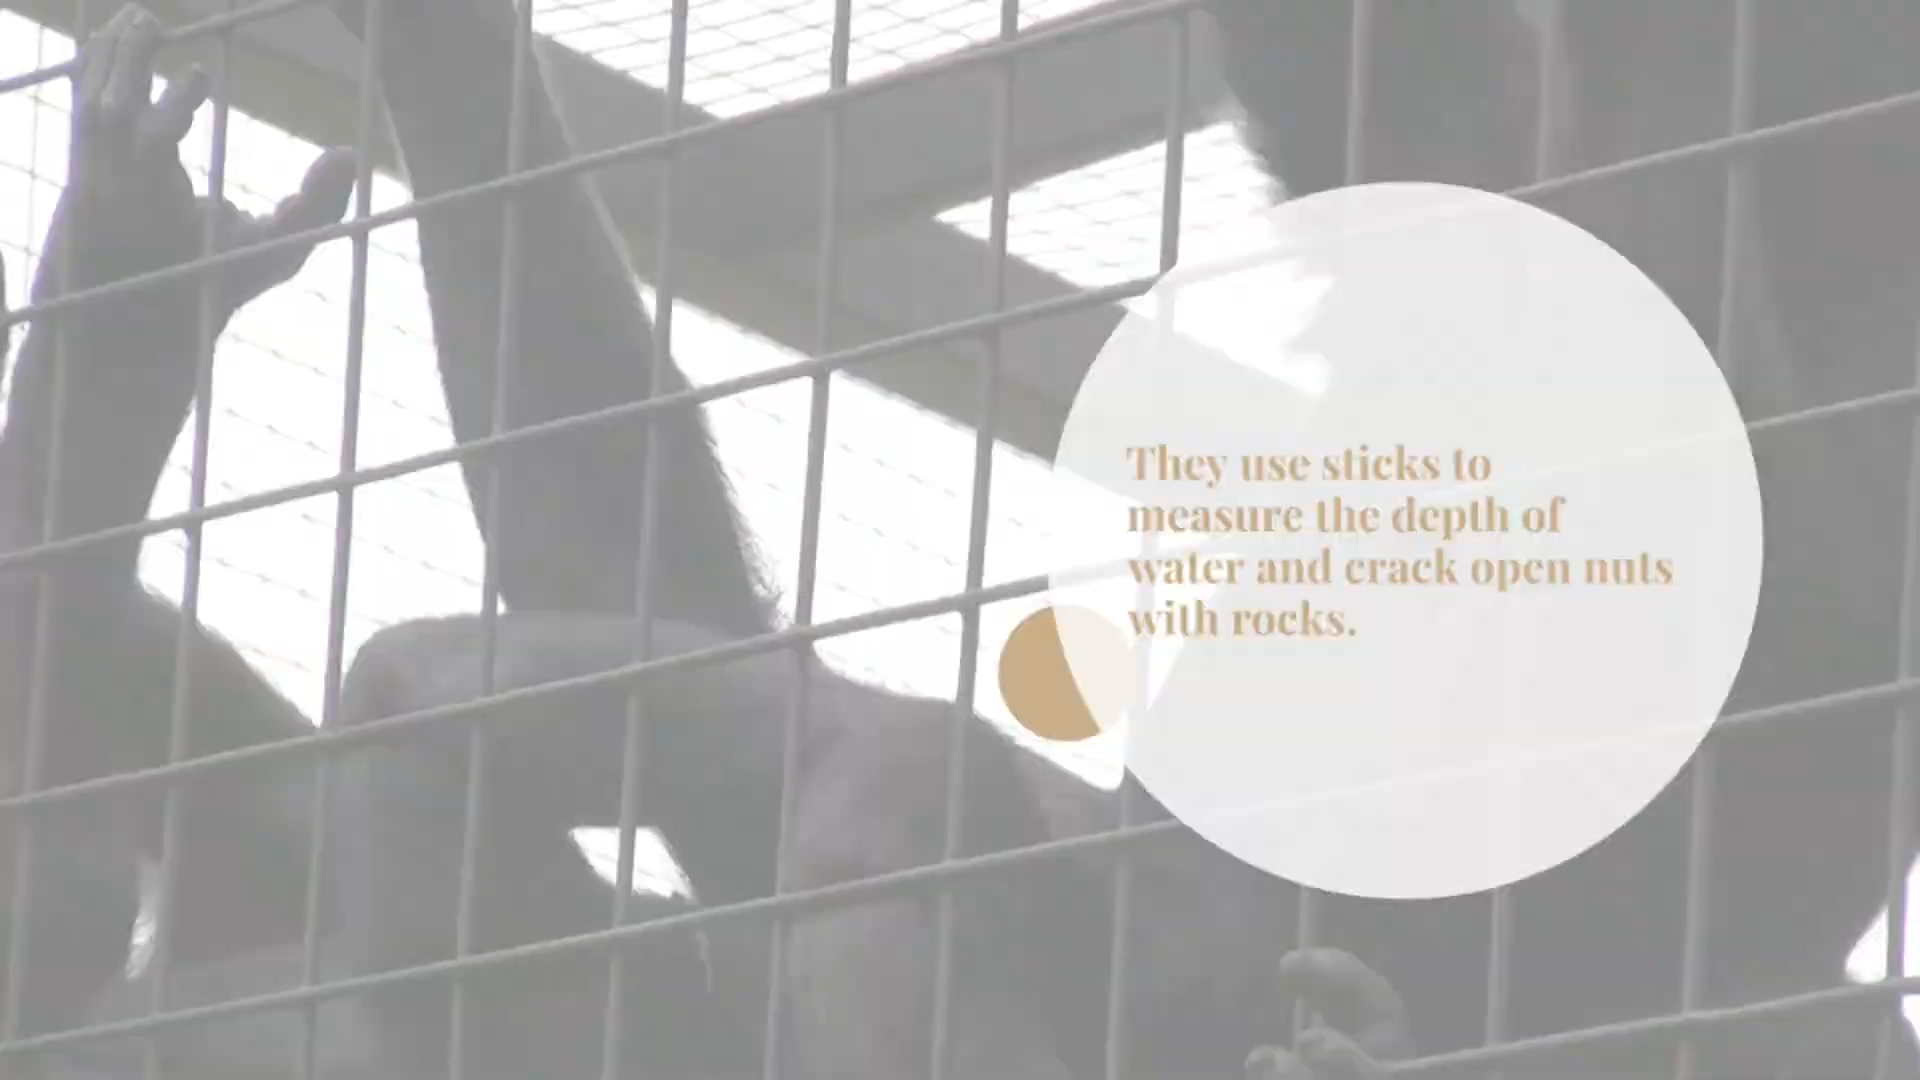 They use sticks to
measure the depth of
water and crack open nuts
with rocks.